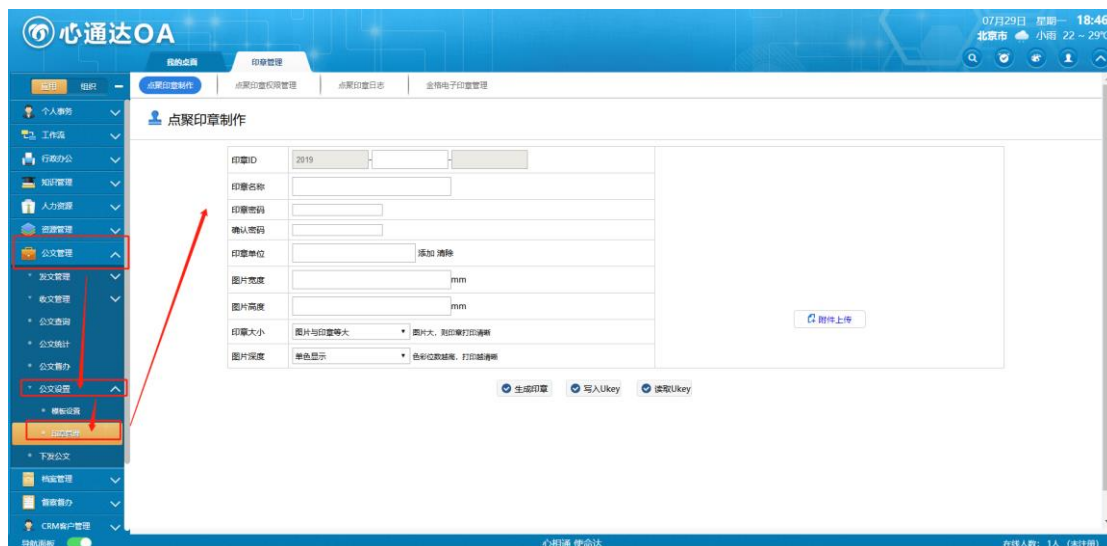 心通达OA
07月29日 星期一 18:46
北京市 小雨 22 ~ 29℃
我的桌面 印章管理
应用 组织
点聚印章制作 点聚印章权限管理 点聚印章日志 金格电子印章管理
个人事务
工作流
行政办公
知识管理
人力资源
资源管理
公文管理
发文管理
收文管理
公文查询
公文统计
公文督办
公文设置
模板设置
下发公文
档案管理
督查督办
CRM客户管理
导航面板
点聚印章制作
印章ID 2019 - -
印章名称
印章密码
确认密码
印章单位 添加 清除
图片宽度 mm
图片高度 mm
印章大小 图片与印章等大 图片大，则印章打印清晰
图片深度 单色显示 色彩位数越高，打印越清晰
附件上传
生成印章 写入Ukey 读取Ukey
心相通 使命达
在线人数：1人（未注册）